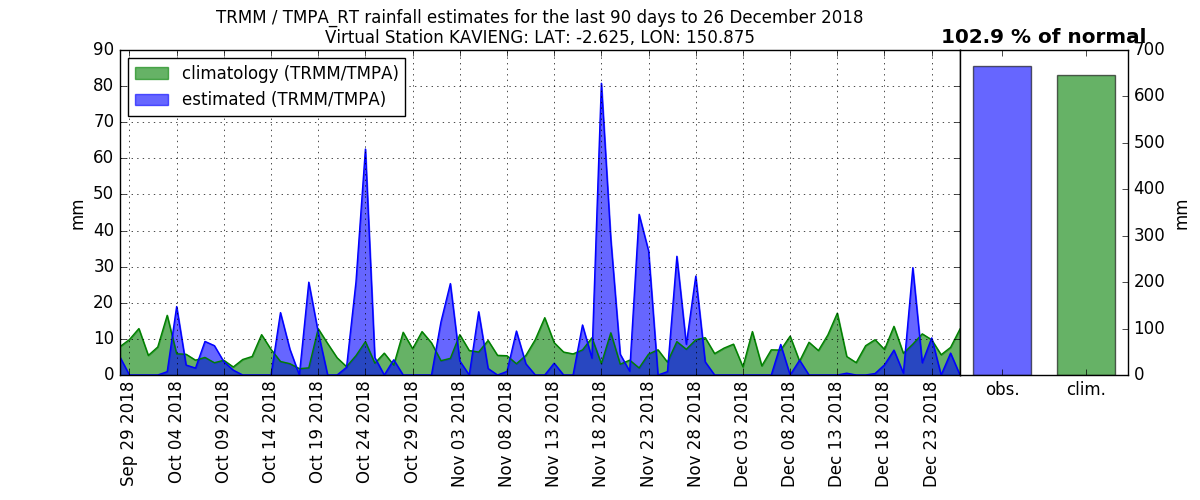 TRMM / TMPA_RT rainfall estimates for the last 90 days to 26 December 2018
Virtual Station KAVIENG: LAT: -2.625, LON: 150.875
102.9 % of normal
climatology (TRMM/TMPA)
estimated (TRMM/TMPA)
90
80
70
60
50
40
30
20
10
0
mm
Sep 29 2018
Oct 04 2018
Oct 09 2018
Oct 14 2018
Oct 19 2018
Oct 24 2018
Oct 29 2018
Nov 03 2018
Nov 08 2018
Nov 13 2018
Nov 18 2018
Nov 23 2018
Nov 28 2018
Dec 03 2018
Dec 08 2018
Dec 13 2018
Dec 18 2018
Dec 23 2018
obs.
clim.
700
600
500
400
300
200
100
0
mm